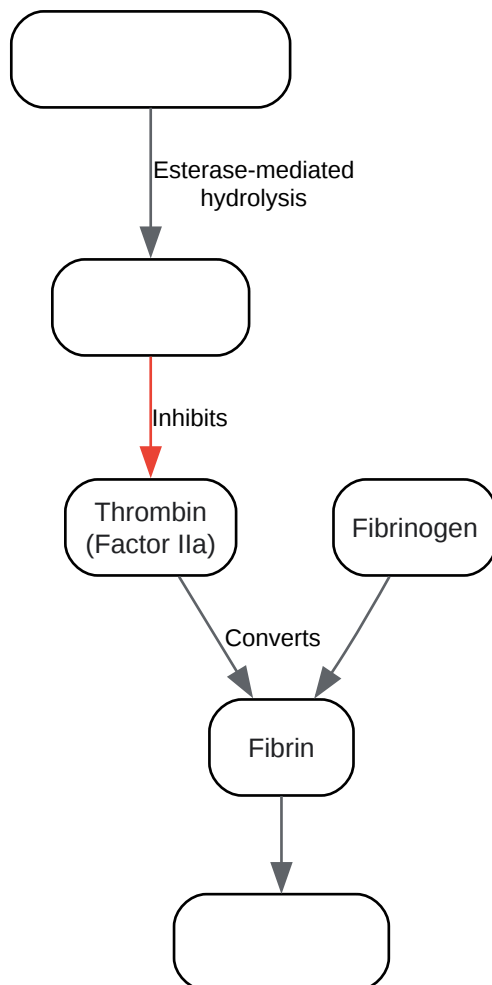 Esterase-mediated
hydrolysis
Inhibits
Thrombin
(Factor IIa)
Fibrinogen
Converts
Fibrin